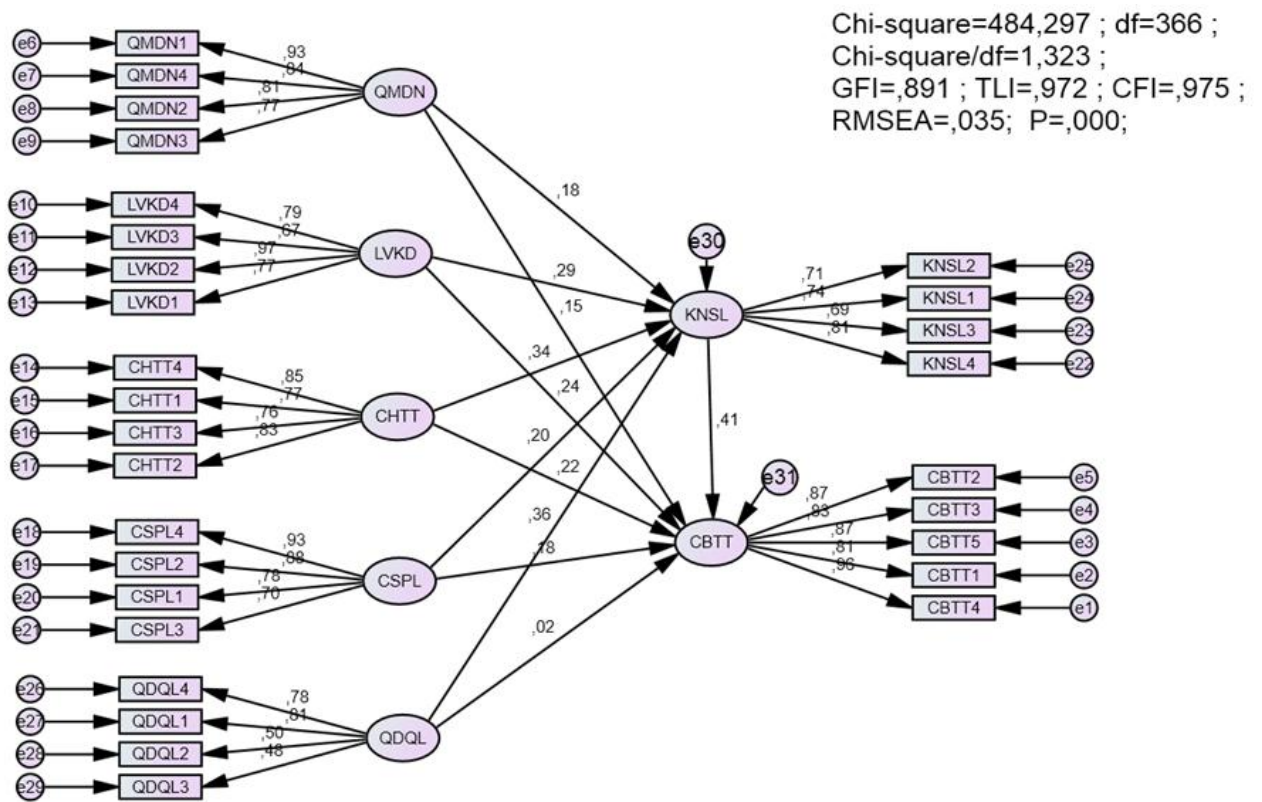 Chi-square=484,297 ; df=366 ;
Chi-square/df=1,323 ;
GFI=,891 ; TLI=,972 ; CFI=,975 ;
RMSEA=,035; P=,000;
e6 QMDN1 ,93
e7 QMDN4 ,84
e8 QMDN2 ,81
e9 QMDN3 ,77
QMDN
e10 LVKD4 ,79
e11 LVKD3 ,67
e12 LVKD2 ,97
e13 LVKD1 ,77
LVKD
e14 CHTT4 ,85
e15 CHTT1 ,77
e16 CHTT3 ,76
e17 CHTT2 ,83
CHTT
e18 CSPL4 ,93
e19 CSPL2 ,88
e20 CSPL1 ,78
e21 CSPL3 ,70
CSPL
e26 QDQL4 ,78
e27 QDQL1 ,81
e28 QDQL2 ,50
e29 QDQL3 ,48
QDQL
,18
,29
,15
,34
,24
,20
,22
,36
,18
,02
e30
KNSL
,41
e31
CBTT
,71 KNSL2 e25
,74 KNSL1 e24
,69 KNSL3 e23
,81 KNSL4 e22
,87 CBTT2 e5
,83 CBTT3 e4
,87 CBTT5 e3
,81 CBTT1 e2
,96 CBTT4 e1